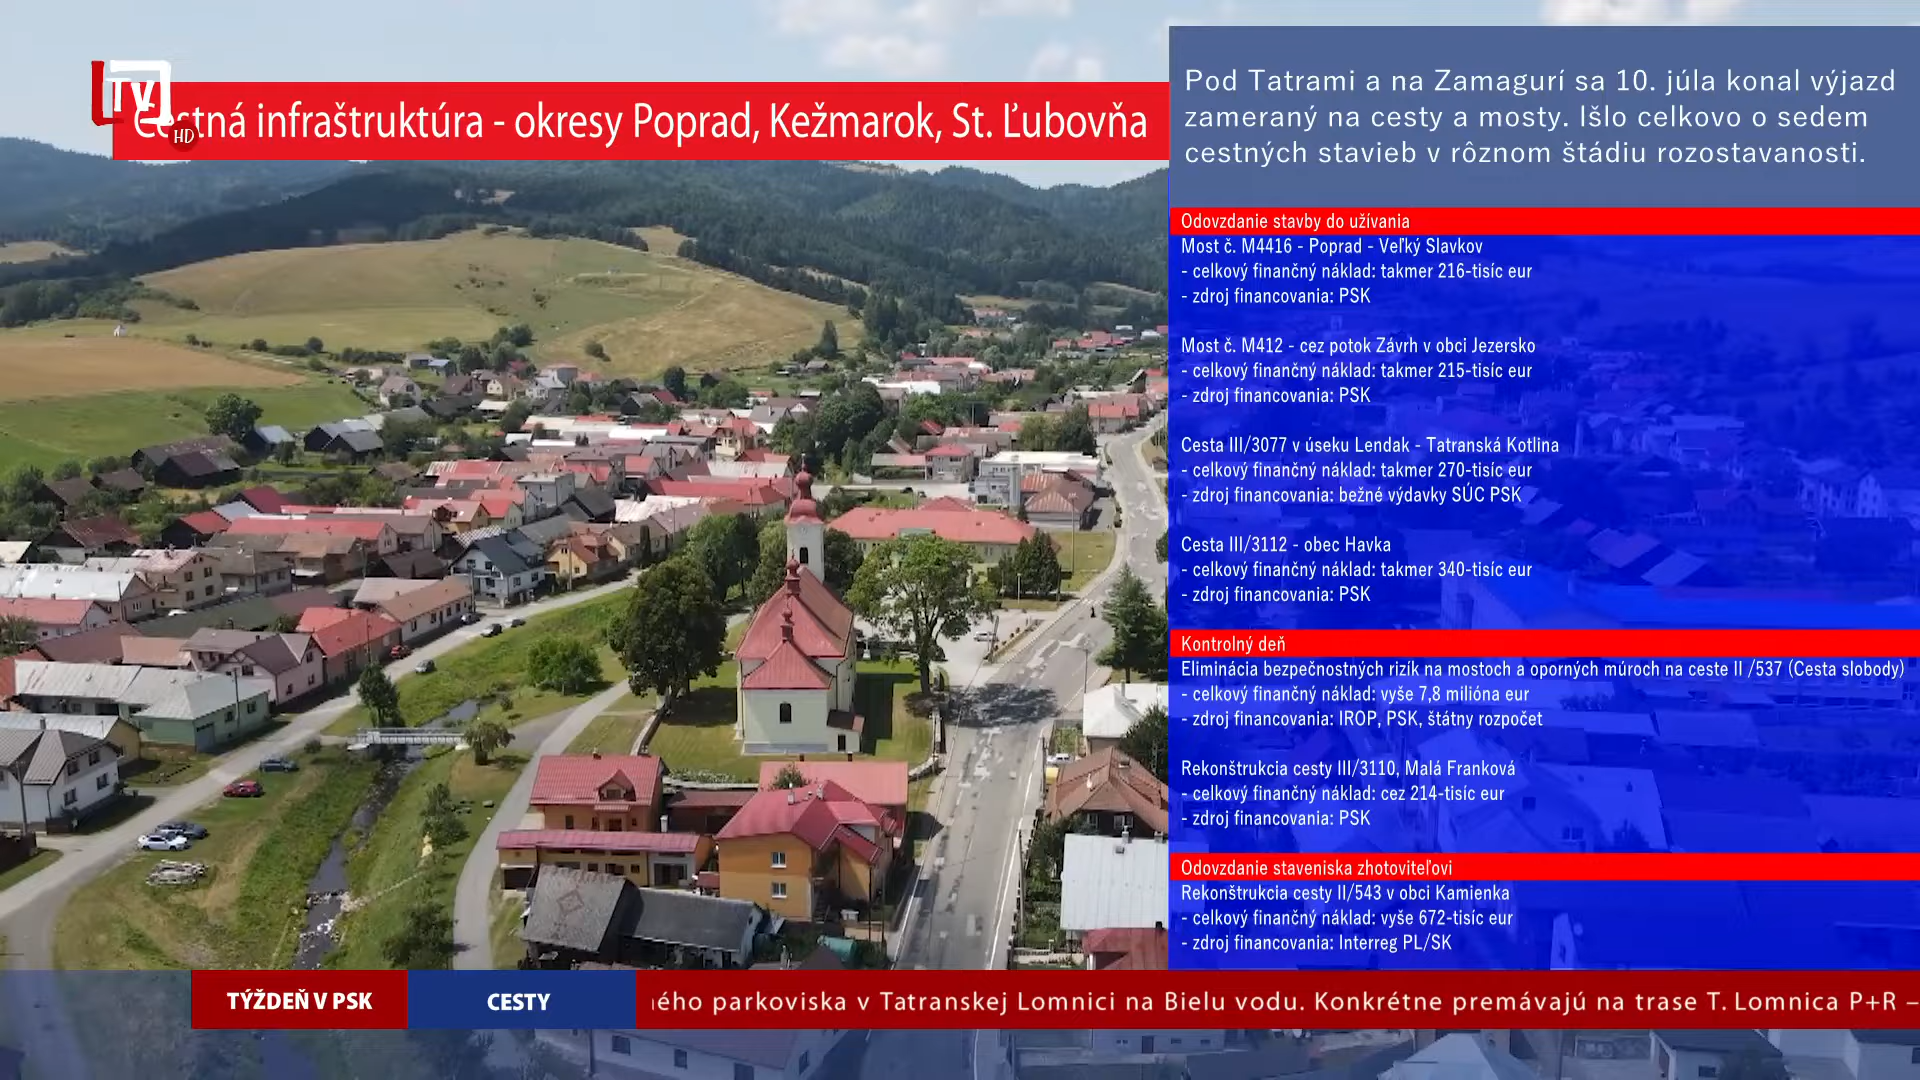 TV
HD
Cestná infraštruktúra - okresy Poprad, Kežmarok, St. Ľubovňa
Pod Tatrami a na Zamagurí sa 10. júla konal výjazd
zameraný na cesty a mosty. Išlo celkovo o sedem
cestných stavieb v rôznom štádiu rozostavanosti.
Odovzdanie stavby do užívania
Most č. M4416 - Poprad - Veľký Slavkov
- celkový finančný náklad: takmer 216-tisíc eur
- zdroj financovania: PSK
Most č. M412 - cez potok Závrh v obci Jezersko
- celkový finančný náklad: takmer 215-tisíc eur
- zdroj financovania: PSK
Cesta III/3077 v úseku Lendak - Tatranská Kotlina
- celkový finančný náklad: takmer 270-tisíc eur
- zdroj financovania: bežné výdavky SÚC PSK
Cesta III/3112 - obec Havka
- celkový finančný náklad: takmer 340-tisíc eur
- zdroj financovania: PSK
Kontrolný deň
Eliminácia bezpečnostných rizík na mostoch a oporných múroch na ceste II /537 (Cesta slobody)
- celkový finančný náklad: vyše 7,8 milióna eur
- zdroj financovania: IROP, PSK, štátny rozpočet
Rekonštrukcia cesty III/3110, Malá Franková
- celkový finančný náklad: cez 214-tisíc eur
- zdroj financovania: PSK
Odovzdanie staveniska zhotoviteľovi
Rekonštrukcia cesty II/543 v obci Kamienka
- celkový finančný náklad: vyše 672-tisíc eur
- zdroj financovania: Interreg PL/SK
TÝŽDEŇ V PSK
CESTY
ného parkoviska v Tatranskej Lomnici na Bielu vodu. Konkrétne premávajú na trase T. Lomnica P+R –